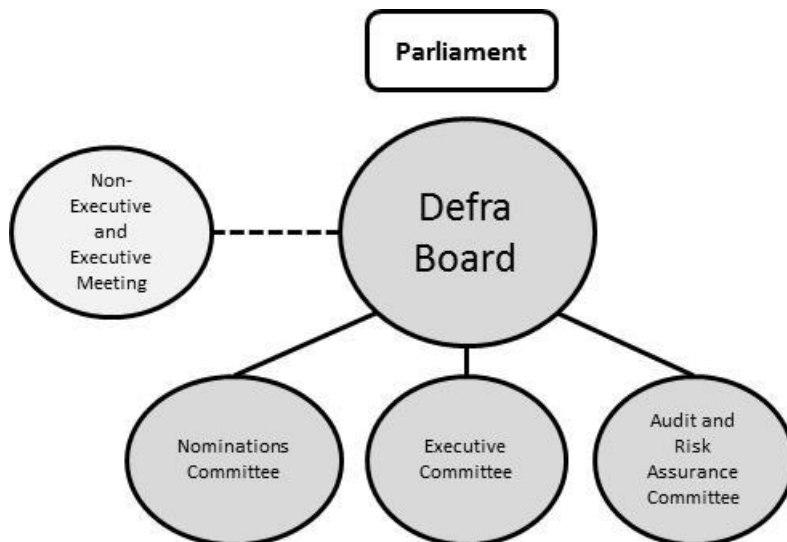 Parliament
Non-
Executive
and
Executive
Meeting
Defra
Board
Nominations
Committee
Executive
Committee
Audit and
Risk
Assurance
Committee